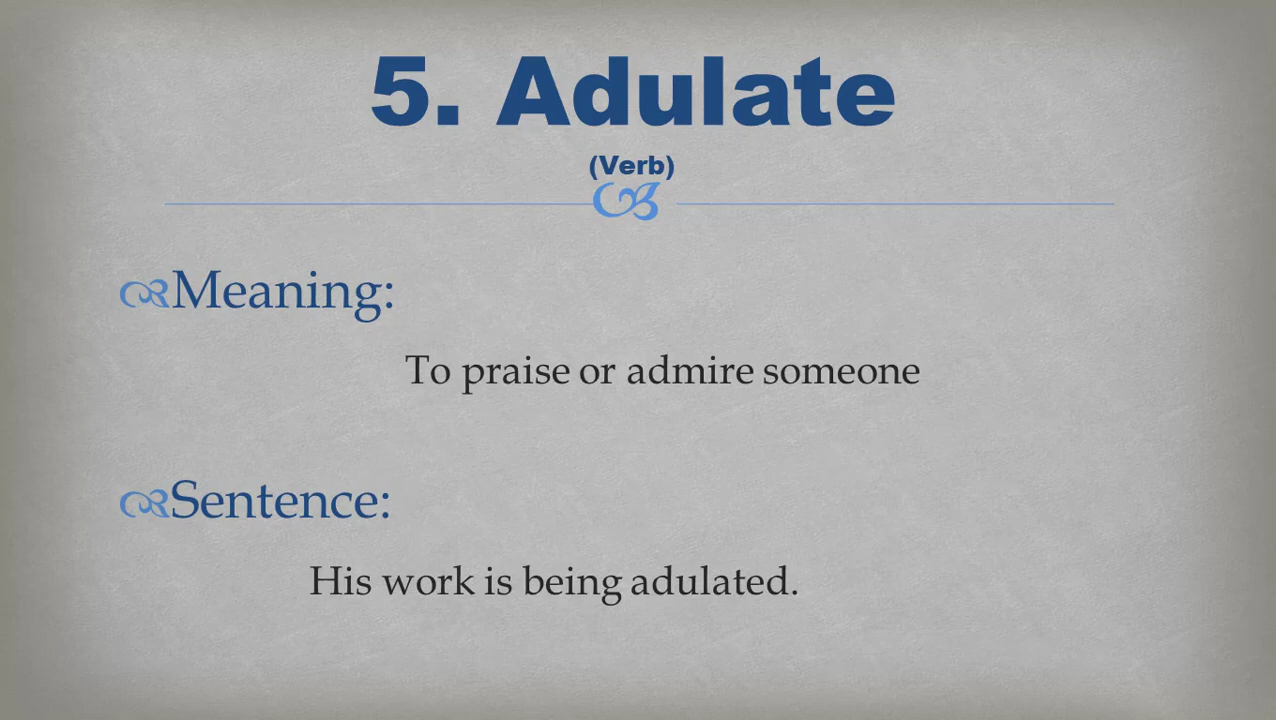 5. Adulate
(Verb)
Meaning:
To praise or admire someone
Sentence:
His work is being adulated.